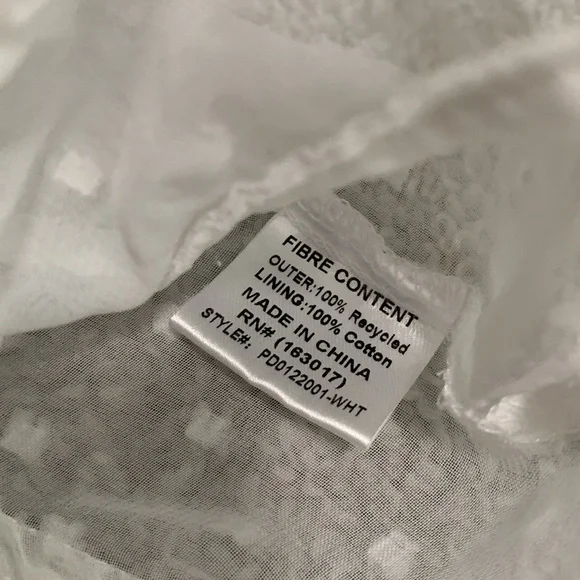 FIBRE CONTENT
OUTER:100% Recycled
LINING:100% Cotton
MADE IN CHINA
RN# (163017)
STYLE#: PD0122001-WHT